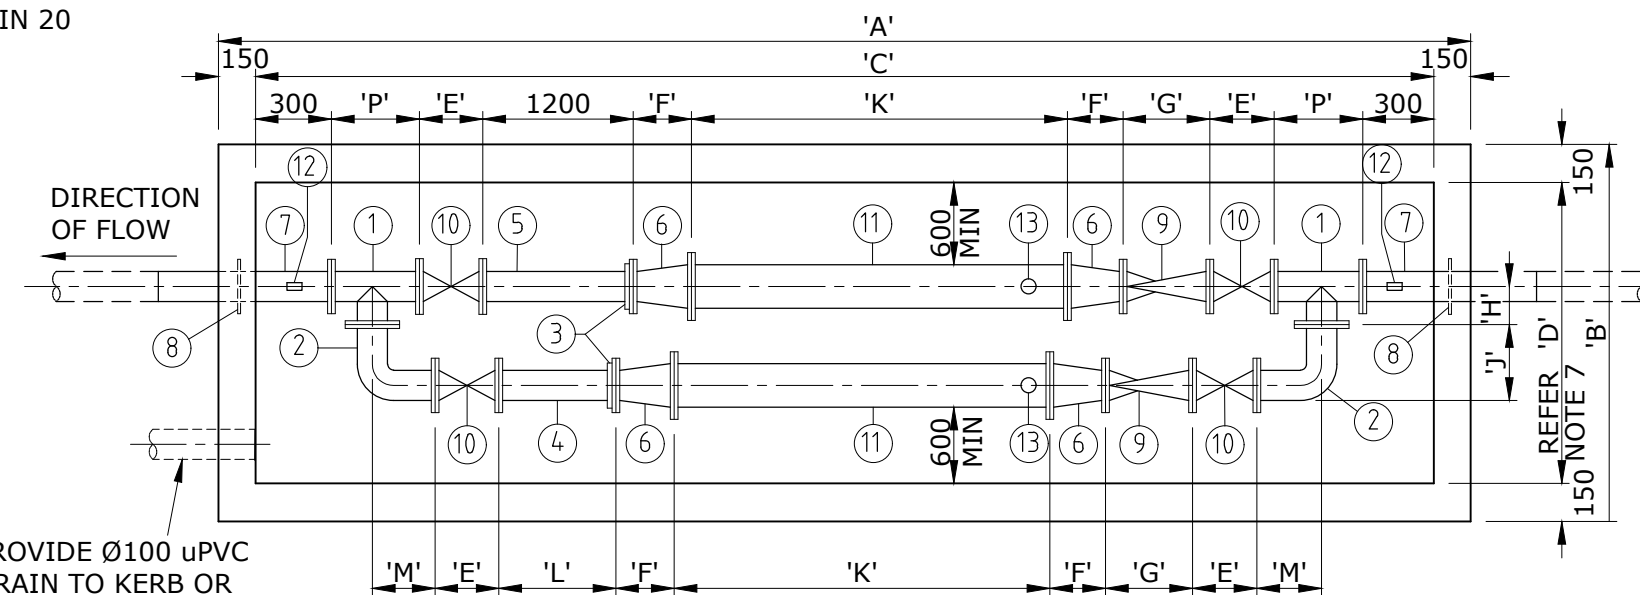 IN 20
'A'
150
'C'
150
300
'P'
'E'
1200
'F'
'K'
'F'
'G'
'E'
'P'
300
12
12
DIRECTION
OF FLOW
7
1
10
5
6
11
600
MIN
13
6
9
10
1
7
150
8
2
3
'H'
'J'
8
REFER 'D'
NOTE 7 'B'
10
4
6
11
600
MIN
13
6
9
10
2
150
ROVIDE Ø100 uPVC
RAIN TO KERB OR
'M'
'E'
'L'
'F'
'K'
'F'
'G'
'E'
'M'